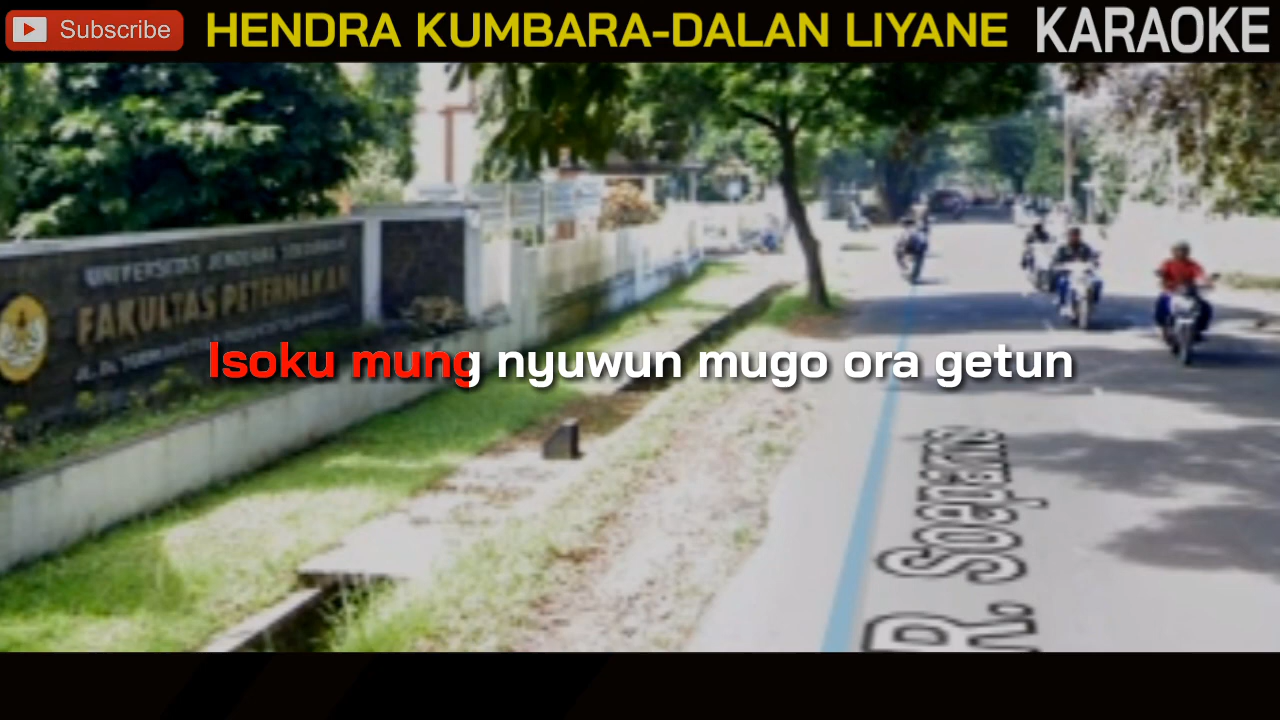 Subscribe
HENDRA KUMBARA-DALAN LIYANE
KARAOKE
UNIVERSITAS JENDERAL SOEDIRMAN
FAKULTAS PETERNAKAN
Isoku mung nyuwun mugo ora getun
R. Soeparno